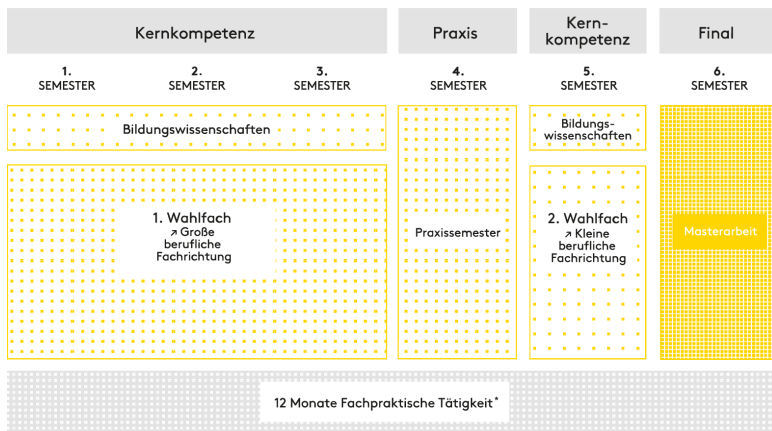 Kernkompetenz
Praxis
Kern-
kompetenz
Final
1.
SEMESTER
2.
SEMESTER
3.
SEMESTER
4.
SEMESTER
5.
SEMESTER
6.
SEMESTER
Bildungswissenschaften
Bildungs-
wissenschaften
1. Wahlfach
↗ Große
berufliche
Fachrichtung
Praxissemester
2. Wahlfach
↗ Kleine
berufliche
Fachrichtung
Masterarbeit
12 Monate Fachpraktische Tätigkeit*